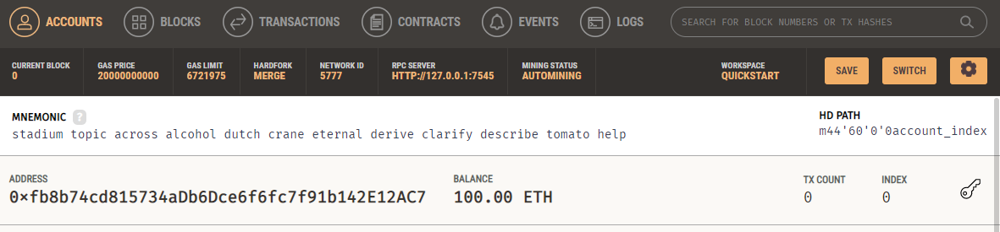 ACCOUNTS BLOCKS TRANSACTIONS CONTRACTS EVENTS LOGS SEARCH FOR BLOCK NUMBERS OR TX HASHES
CURRENT BLOCK GAS PRICE GAS LIMIT HARDFORK NETWORK ID RPC SERVER MINING STATUS WORKSPACE
0 20000000000 6721975 MERGE 5777 HTTP://127.0.0.1:7545 AUTOMINING QUICKSTART SAVE SWITCH
MNEMONIC ? HD PATH
stadium topic across alcohol dutch crane eternal derive clarify describe tomato help m44'60'0'0account_index
ADDRESS BALANCE TX COUNT INDEX
0×fb8b74cd815734aDb6Dce6f6fc7f91b142E12AC7 100.00 ETH 0 0